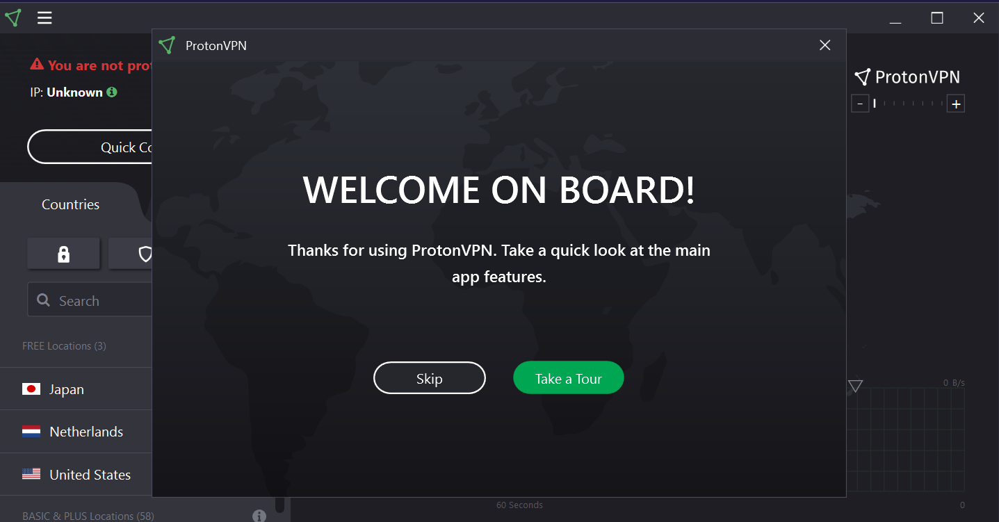 ProtonVPN
You are not prot
IP: Unknown
ProtonVPN
- +
Quick Co
WELCOME ON BOARD!
Countries
Thanks for using ProtonVPN. Take a quick look at the main
app features.
Search
FREE Locations (3)
Skip
Take a Tour
Japan
0 B/s
Netherlands
United States
60 Seconds
0
BASIC & PLUS Locations (58)